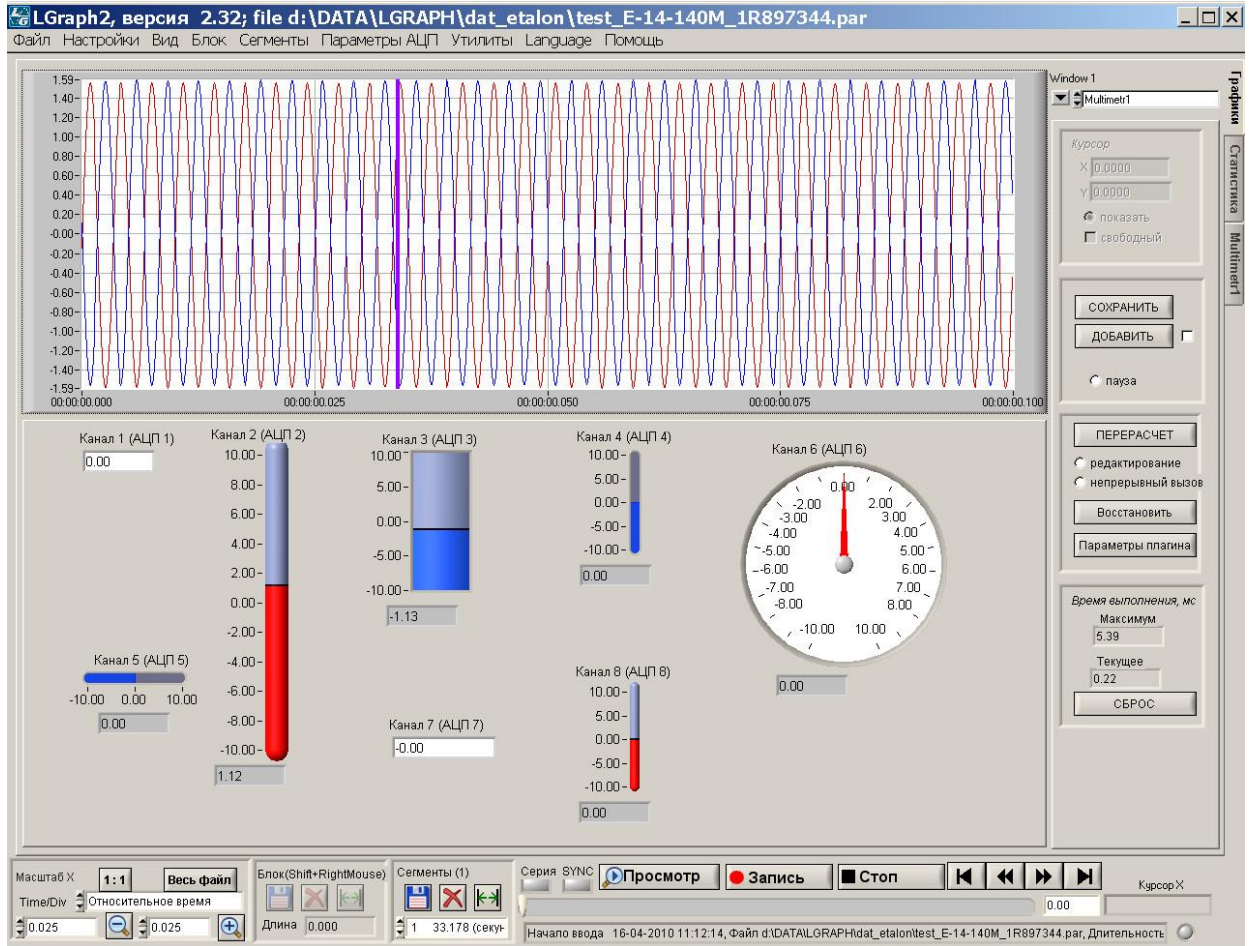 LGraph2, версия 2.32; file d:\DATA\LGRAPH\dat_etalon\test_E-14-140M_1R897344.par
Файл Настройки Вид Блок Сегменты Параметры АЦП Утилиты Language Помощь
1.59
1.40
1.20
1.00
0.80
0.60
0.40
0.20
-0.00
-0.20
-0.40
-0.60
-0.80
-1.00
-1.20
-1.40
-1.59
00:00:00.000 00:00:00.025 00:00:00.050 00:00:00.075 00:00:00.100
Window 1
Multimetr1
Графики
Статистика
Multimetr1
Курсор
X 0.0000
Y 0.0000
показать
свободный
СОХРАНИТЬ
ДОБАВИТЬ
пауза
ПЕРЕРАСЧЕТ
редактирование
непрерывный вызов
Восстановить
Параметры плагина
Время выполнения, мс
Максимум
5.39
Текущее
0.22
СБРОС
Канал 1 (АЦП 1)
0.00
Канал 2 (АЦП 2)
10.00
8.00
6.00
4.00
2.00
0.00
-2.00
-4.00
-6.00
-8.00
-10.00
1.12
Канал 3 (АЦП 3)
10.00
5.00
0.00
-5.00
-10.00
-1.13
Канал 4 (АЦП 4)
10.00
5.00
0.00
-5.00
-10.00
0.00
Канал 6 (АЦП 6)
0.00
-2.00 2.00
-3.00 3.00
-4.00 4.00
-5.00 5.00
-6.00 6.00
-7.00 7.00
-8.00 8.00
-10.00 10.00
0.00
Канал 5 (АЦП 5)
-10.00 0.00 10.00
0.00
Канал 7 (АЦП 7)
-0.00
Канал 8 (АЦП 8)
10.00
5.00
0.00
-5.00
-10.00
0.00
Масштаб X 1:1 Весь файл
Time/Div Относительное время
0.025 0.025
Блок(Shift+RightMouse)
Длина 0.000
Сегменты (1)
1 33.178 (секун
Серия SYNC Просмотр Запись Стоп
0.00
Курсор X
Начало ввода 16-04-2010 11:12:14, Файл d:\DATA\LGRAPH\dat_etalon\test_E-14-140M_1R897344.par, Длительность